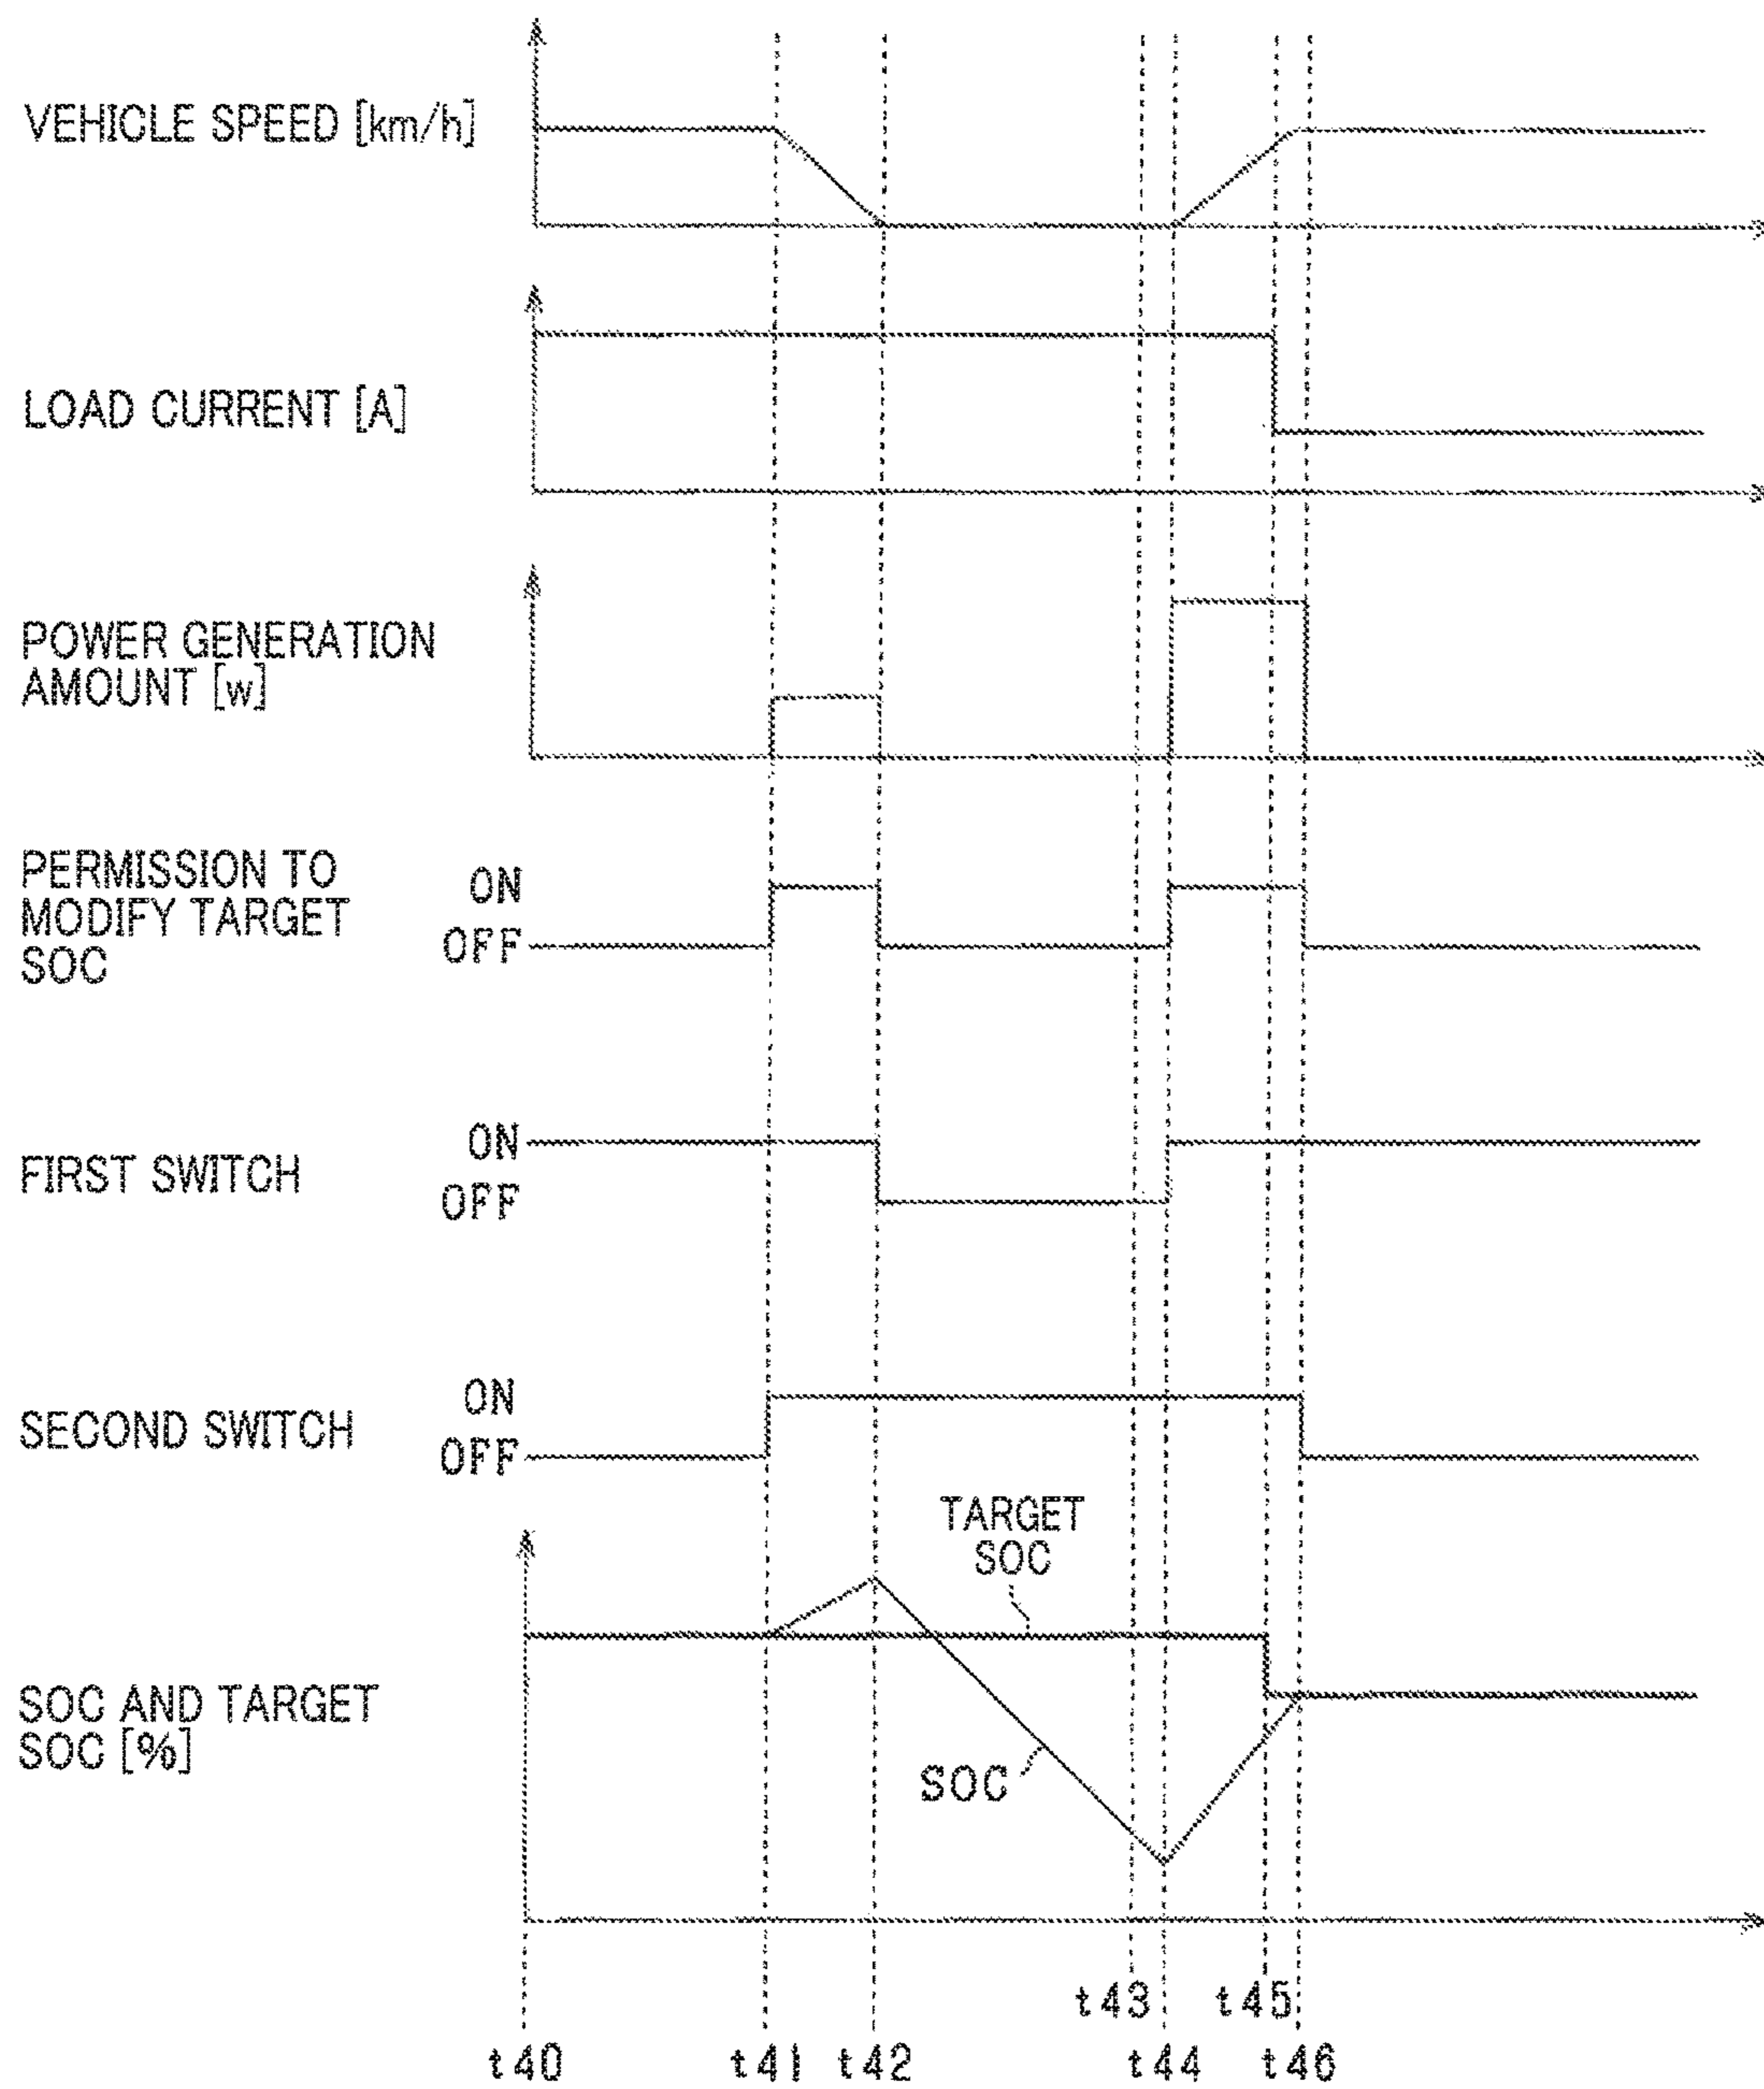 VEHICLE SPEED [km/h]
LOAD CURRENT [A]
POWER GENERATION
AMOUNT [w]
PERMISSION TO
MODIFY TARGET
SOC
ON
OFF
FIRST SWITCH
ON
OFF
SECOND SWITCH
ON
OFF
TARGET
SOC
SOC AND TARGET
SOC [%]
SOC
t43
t45
t40
t41
t42
t44
t46